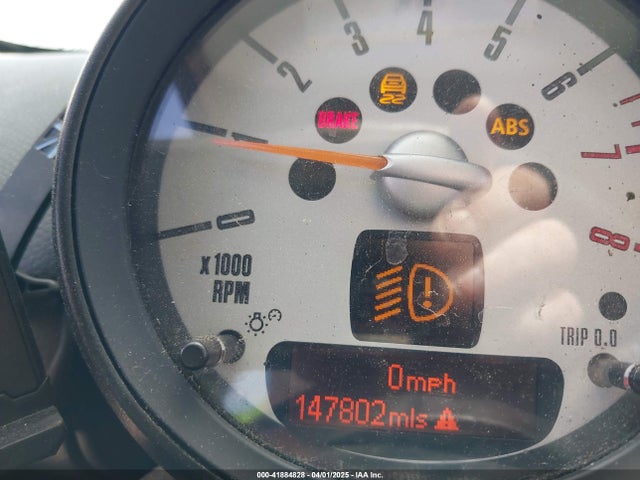 4
3 5
2 6
BRAKE ABS
1 7
0 8
x1000
RPM
TRIP 0.0
0mph
147802mls
000-41884828 - 04/01/2025 - IAA Inc.